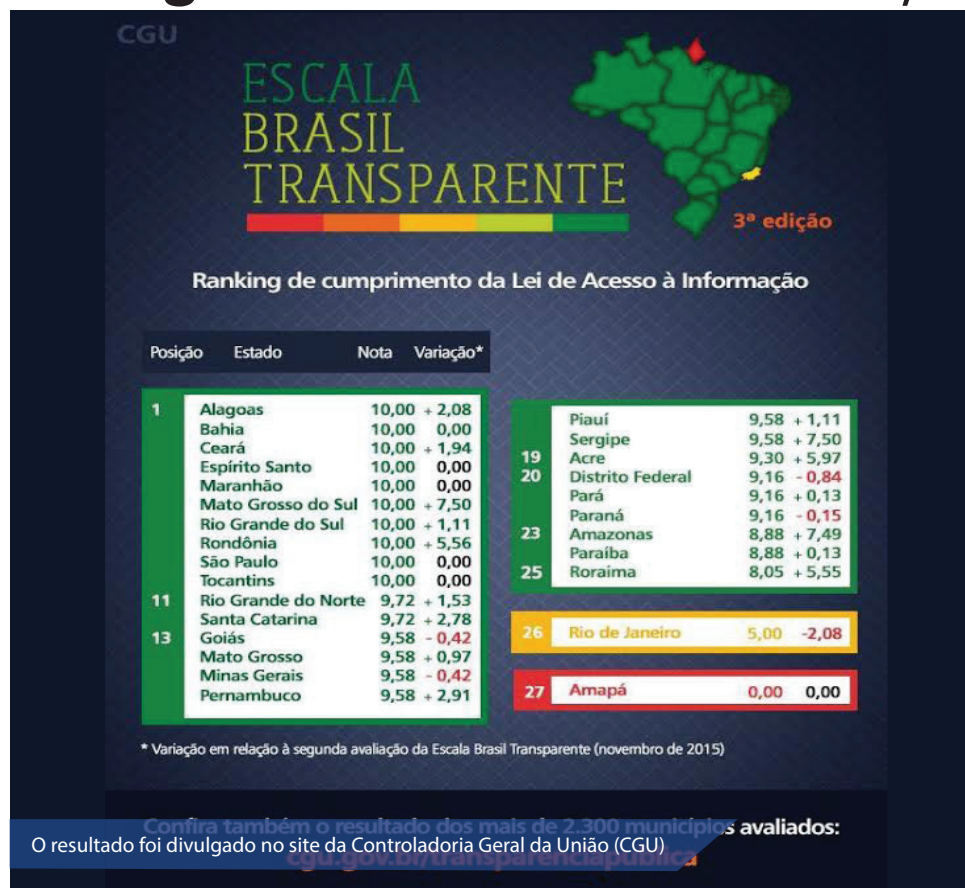 CGU
ESCALA
BRASIL
TRANSPARENTE
3ª edição
Ranking de cumprimento da Lei de Acesso à Informação
Posição Estado Nota Variação*
1 Alagoas 10,00 + 2,08
Bahia 10,00 0,00
Ceará 10,00 + 1,94
Espírito Santo 10,00 0,00
Maranhão 10,00 0,00
Mato Grosso do Sul 10,00 + 7,50
Rio Grande do Sul 10,00 + 1,11
Rondônia 10,00 + 5,56
São Paulo 10,00 0,00
Tocantins 10,00 0,00
11 Rio Grande do Norte 9,72 + 1,53
Santa Catarina 9,72 + 2,78
13 Goiás 9,58 - 0,42
Mato Grosso 9,58 + 0,97
Minas Gerais 9,58 - 0,42
Pernambuco 9,58 + 2,91
Piauí 9,58 + 1,11
Sergipe 9,58 + 7,50
19 Acre 9,30 + 5,97
20 Distrito Federal 9,16 - 0,84
Pará 9,16 + 0,13
Paraná 9,16 - 0,15
23 Amazonas 8,88 + 7,49
Paraíba 8,88 + 0,13
25 Roraima 8,05 + 5,55
26 Rio de Janeiro 5,00 -2,08
27 Amapá 0,00 0,00
* Variação em relação à segunda avaliação da Escala Brasil Transparente (novembro de 2015)
Confira também o resultado dos mais de 2.300 municípios avaliados:
O resultado foi divulgado no site da Controladoria Geral da União (CGU)
cgu.gov.br/transparenciapublica